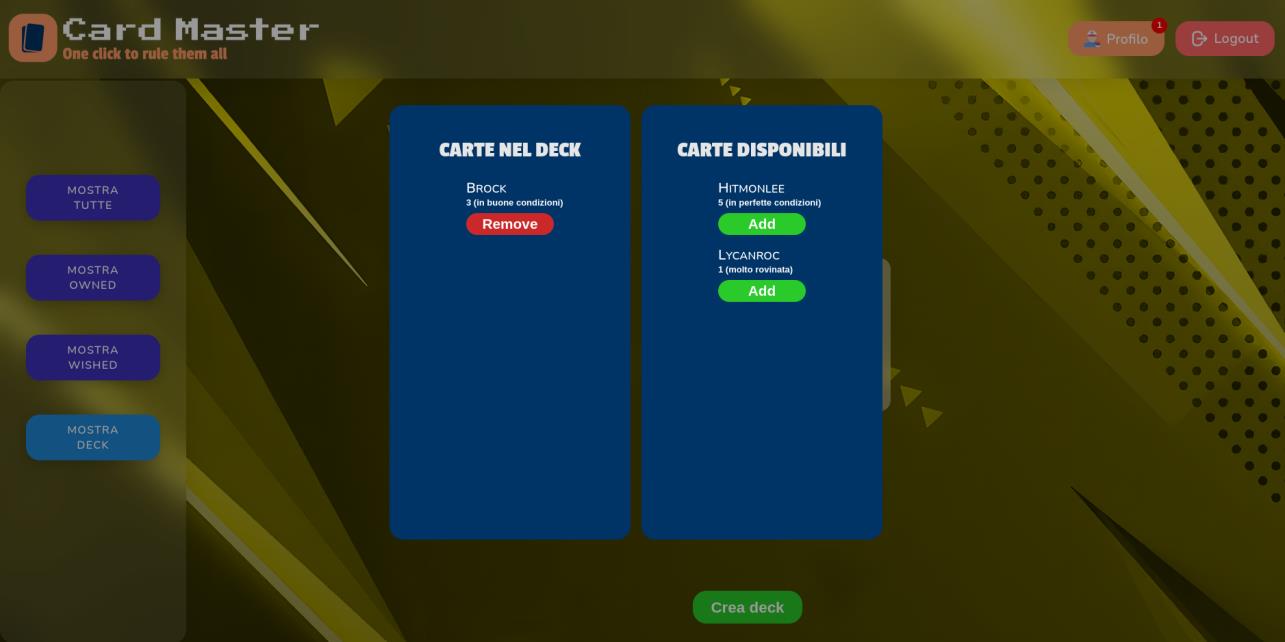 Card Master
One click to rule them all
1
Profilo
Logout
MOSTRA
TUTTE
MOSTRA
OWNED
MOSTRA
WISHED
MOSTRA
DECK
CARTE NEL DECK
BROCK
3 (in buone condizioni)
Remove
CARTE DISPONIBILI
HITMONLEE
5 (in perfette condizioni)
Add
LYCANROC
1 (molto rovinata)
Add
Crea deck